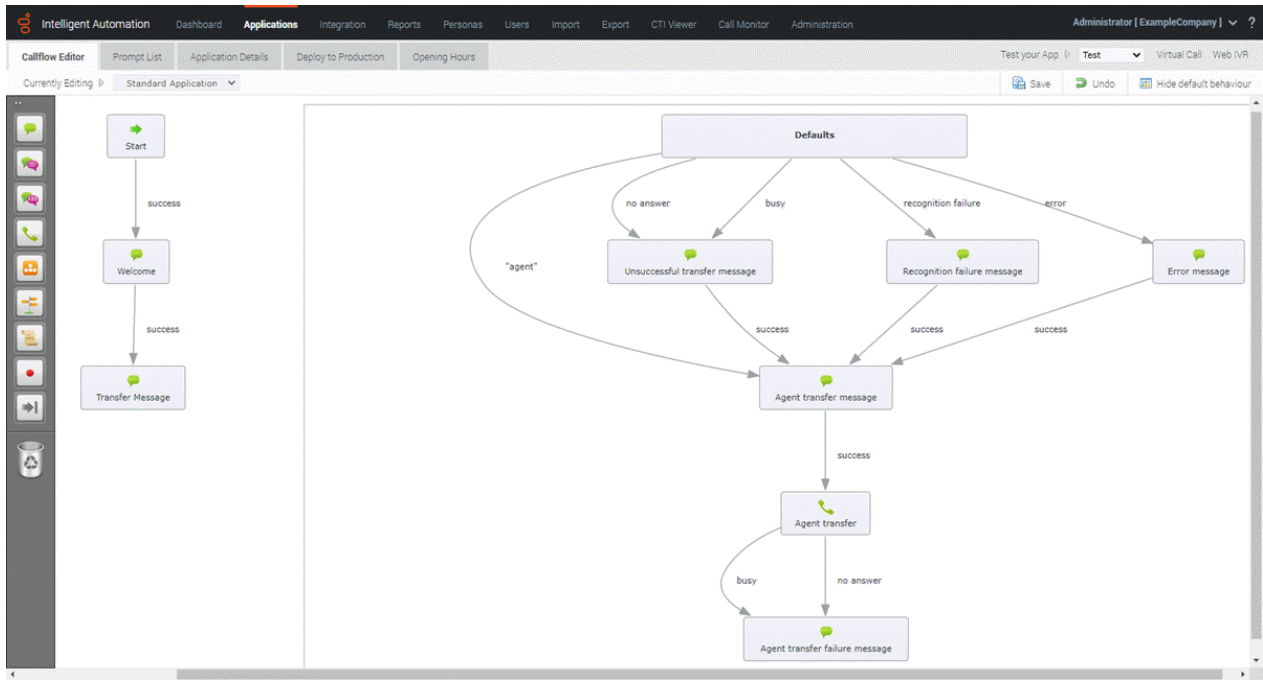 Intelligent Automation Dashboard Applications Integration Reports Personas Users Import Export CTI Viewer Call Monitor Administration Administrator [ ExampleCompany ] ?
Callflow Editor Prompt List Application Details Deploy to Production Opening Hours Test your App Test Virtual Call Web IVR
Currently Editing Standard Application Save Undo Hide default behaviour
Start
Defaults
success
no answer
busy
recognition failure
error
"agent"
Welcome
Unsuccessful transfer message
Recognition failure message
Error message
success
success
success
success
Transfer Message
Agent transfer message
success
Agent transfer
busy
no answer
Agent transfer failure message